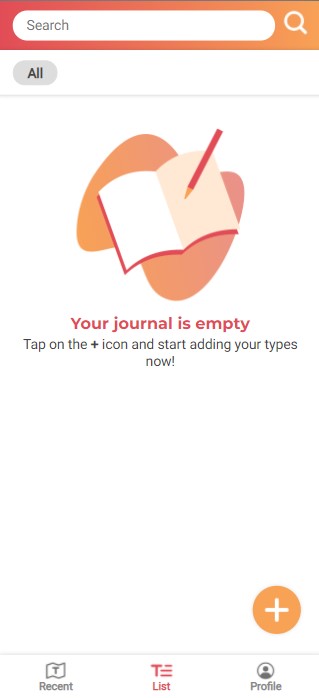 Search
All
Your journal is empty
Tap on the + icon and start adding your types
now!
Recent
List
Profile